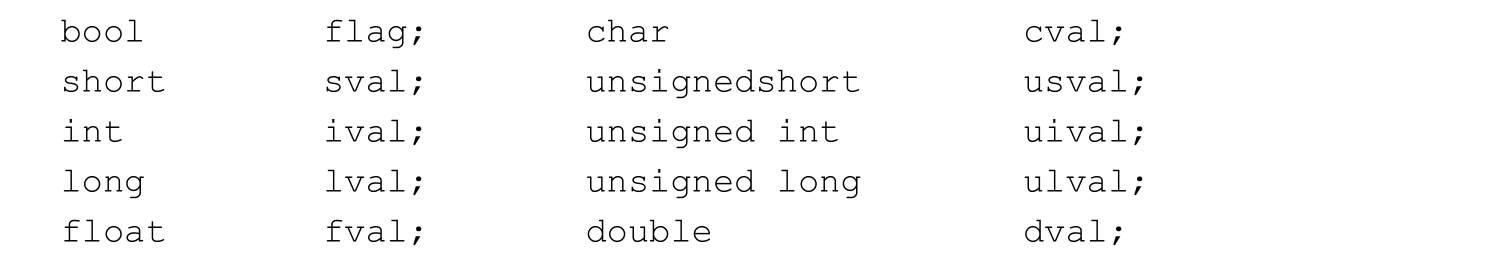 bool flag; char cval;
short sval; unsignedshort usval;
int ival; unsigned int uival;
long lval; unsigned long ulval;
float fval; double dval;